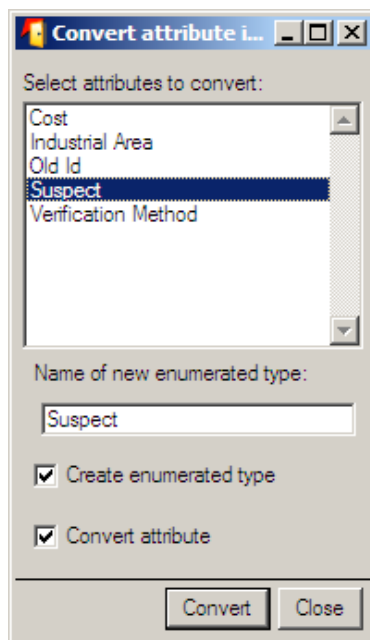 Convert attribute i...
Select attributes to convert:
Cost
Industrial Area
Old Id
Suspect
Verification Method
Name of new enumerated type:
Suspect
Create enumerated type
Convert attribute
Convert Close